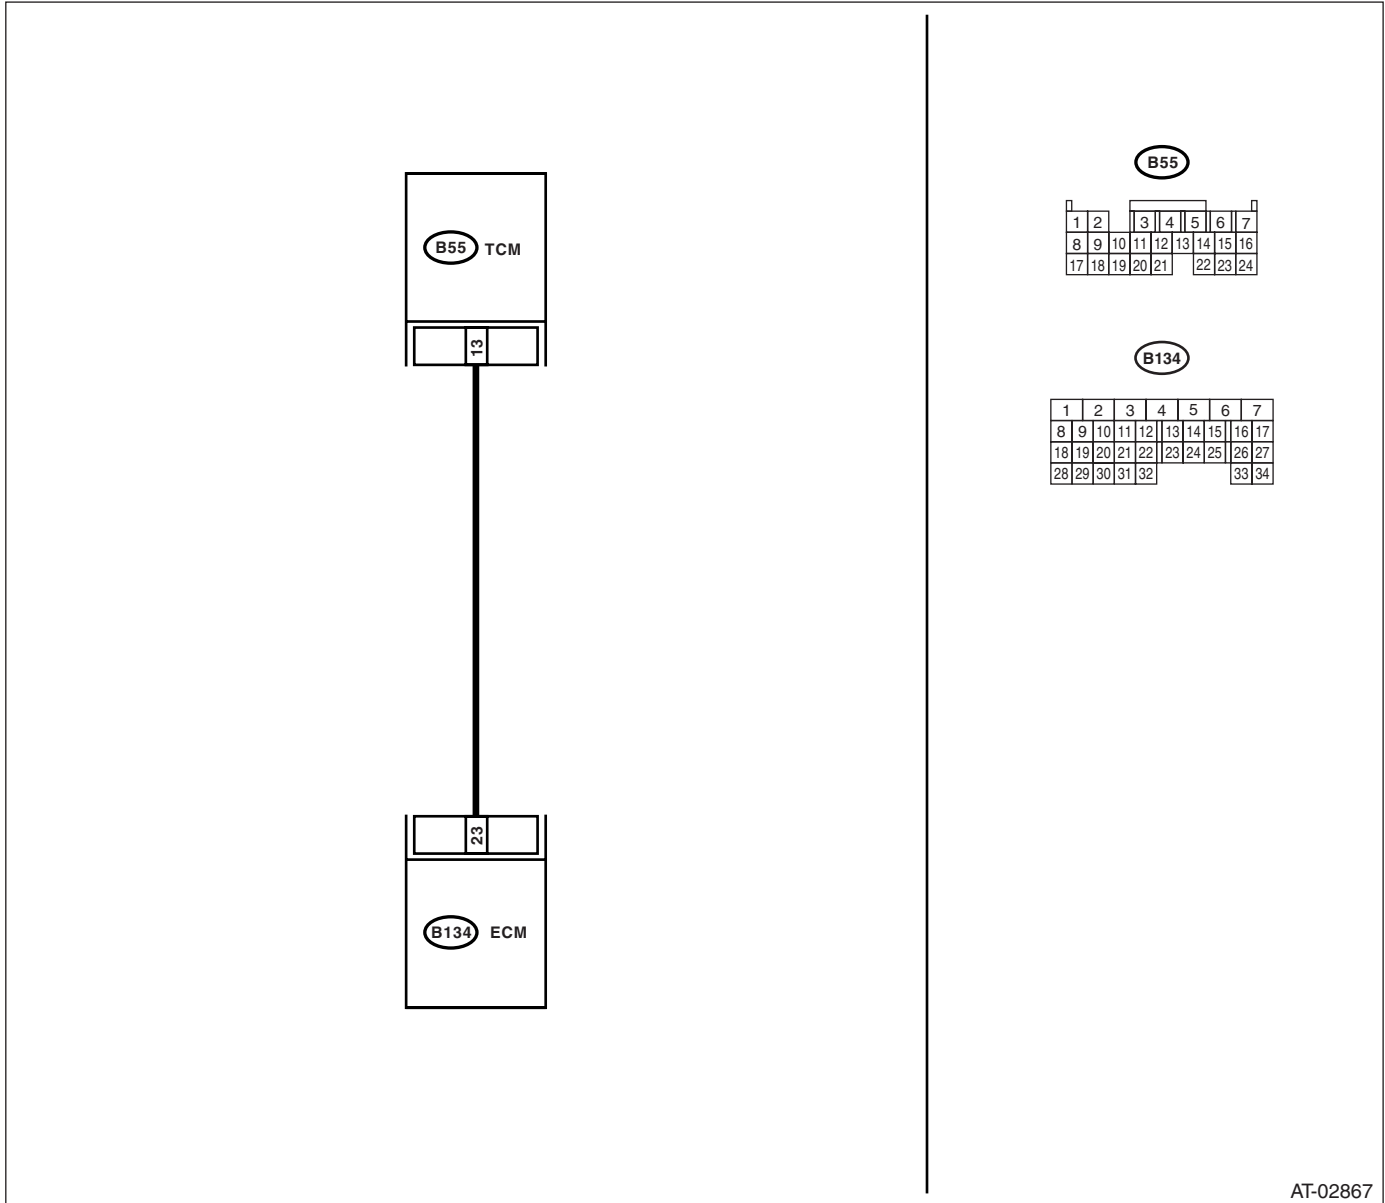 B55 TCM
13
23
B134 ECM
B55
1 2 3 4 5 6 7
8 9 10 11 12 13 14 15 16
17 18 19 20 21 22 23 24
B134
1 2 3 4 5 6 7
8 9 10 11 12 13 14 15 16 17
18 19 20 21 22 23 24 25 26 27
28 29 30 31 32 33 34
AT-02867